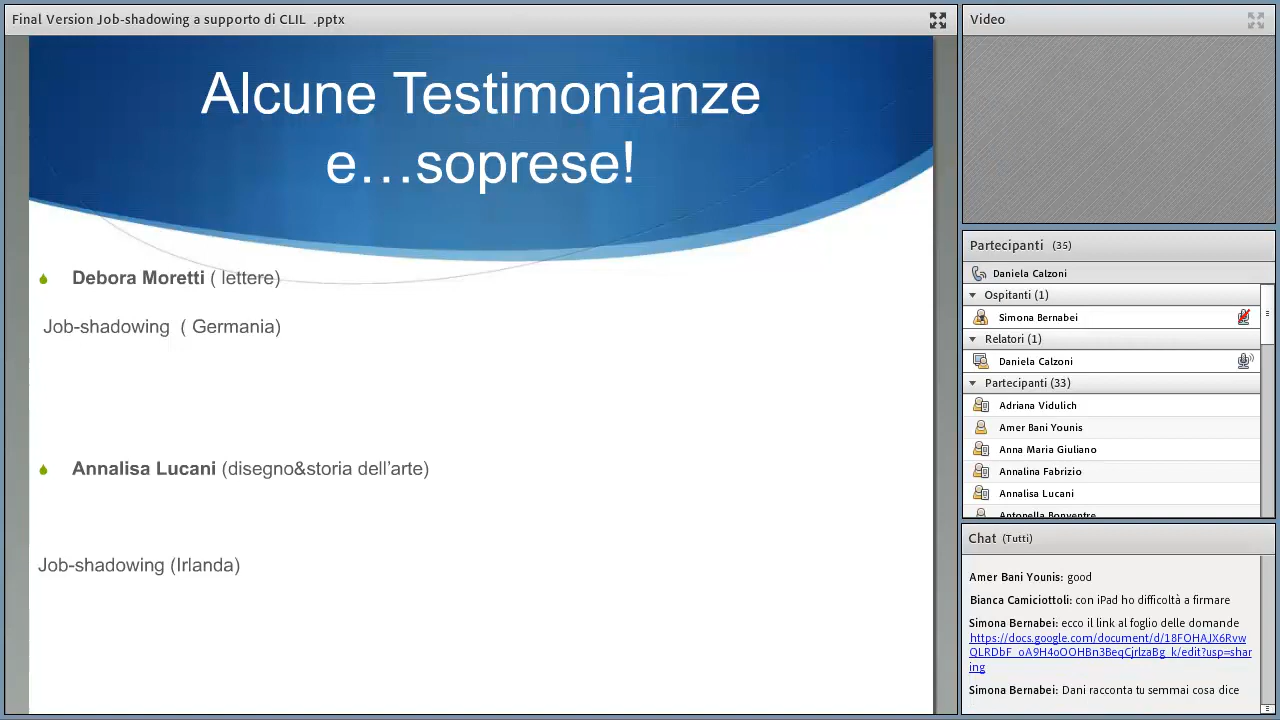 Final Version Job-shadowing a supporto di CLIL .pptx
Alcune Testimonianze
e…soprese!
Debora Moretti ( lettere)
Job-shadowing ( Germania)
Annalisa Lucani (disegno&storia dell'arte)
Job-shadowing (Irlanda)
Video
Partecipanti (35)
Daniela Calzoni
Ospitanti (1)
Simona Bernabei
Relatori (1)
Daniela Calzoni
Partecipanti (33)
Adriana Vidulich
Amer Bani Younis
Anna Maria Giuliano
Annalina Fabrizio
Annalisa Lucani
Antonella Bonventre
Chat (Tutti)
Amer Bani Younis: good
Bianca Camiciottoli: con iPad ho difficoltà a firmare
Simona Bernabei: ecco il link al foglio delle domande
https://docs.google.com/document/d/18FOHAJX6Rvw
QLRDbF_oA9H4oOOHBn3BeqCjrlzaBg_k/edit?usp=shar
ing
Simona Bernabei: Dani racconta tu semmai cosa dice